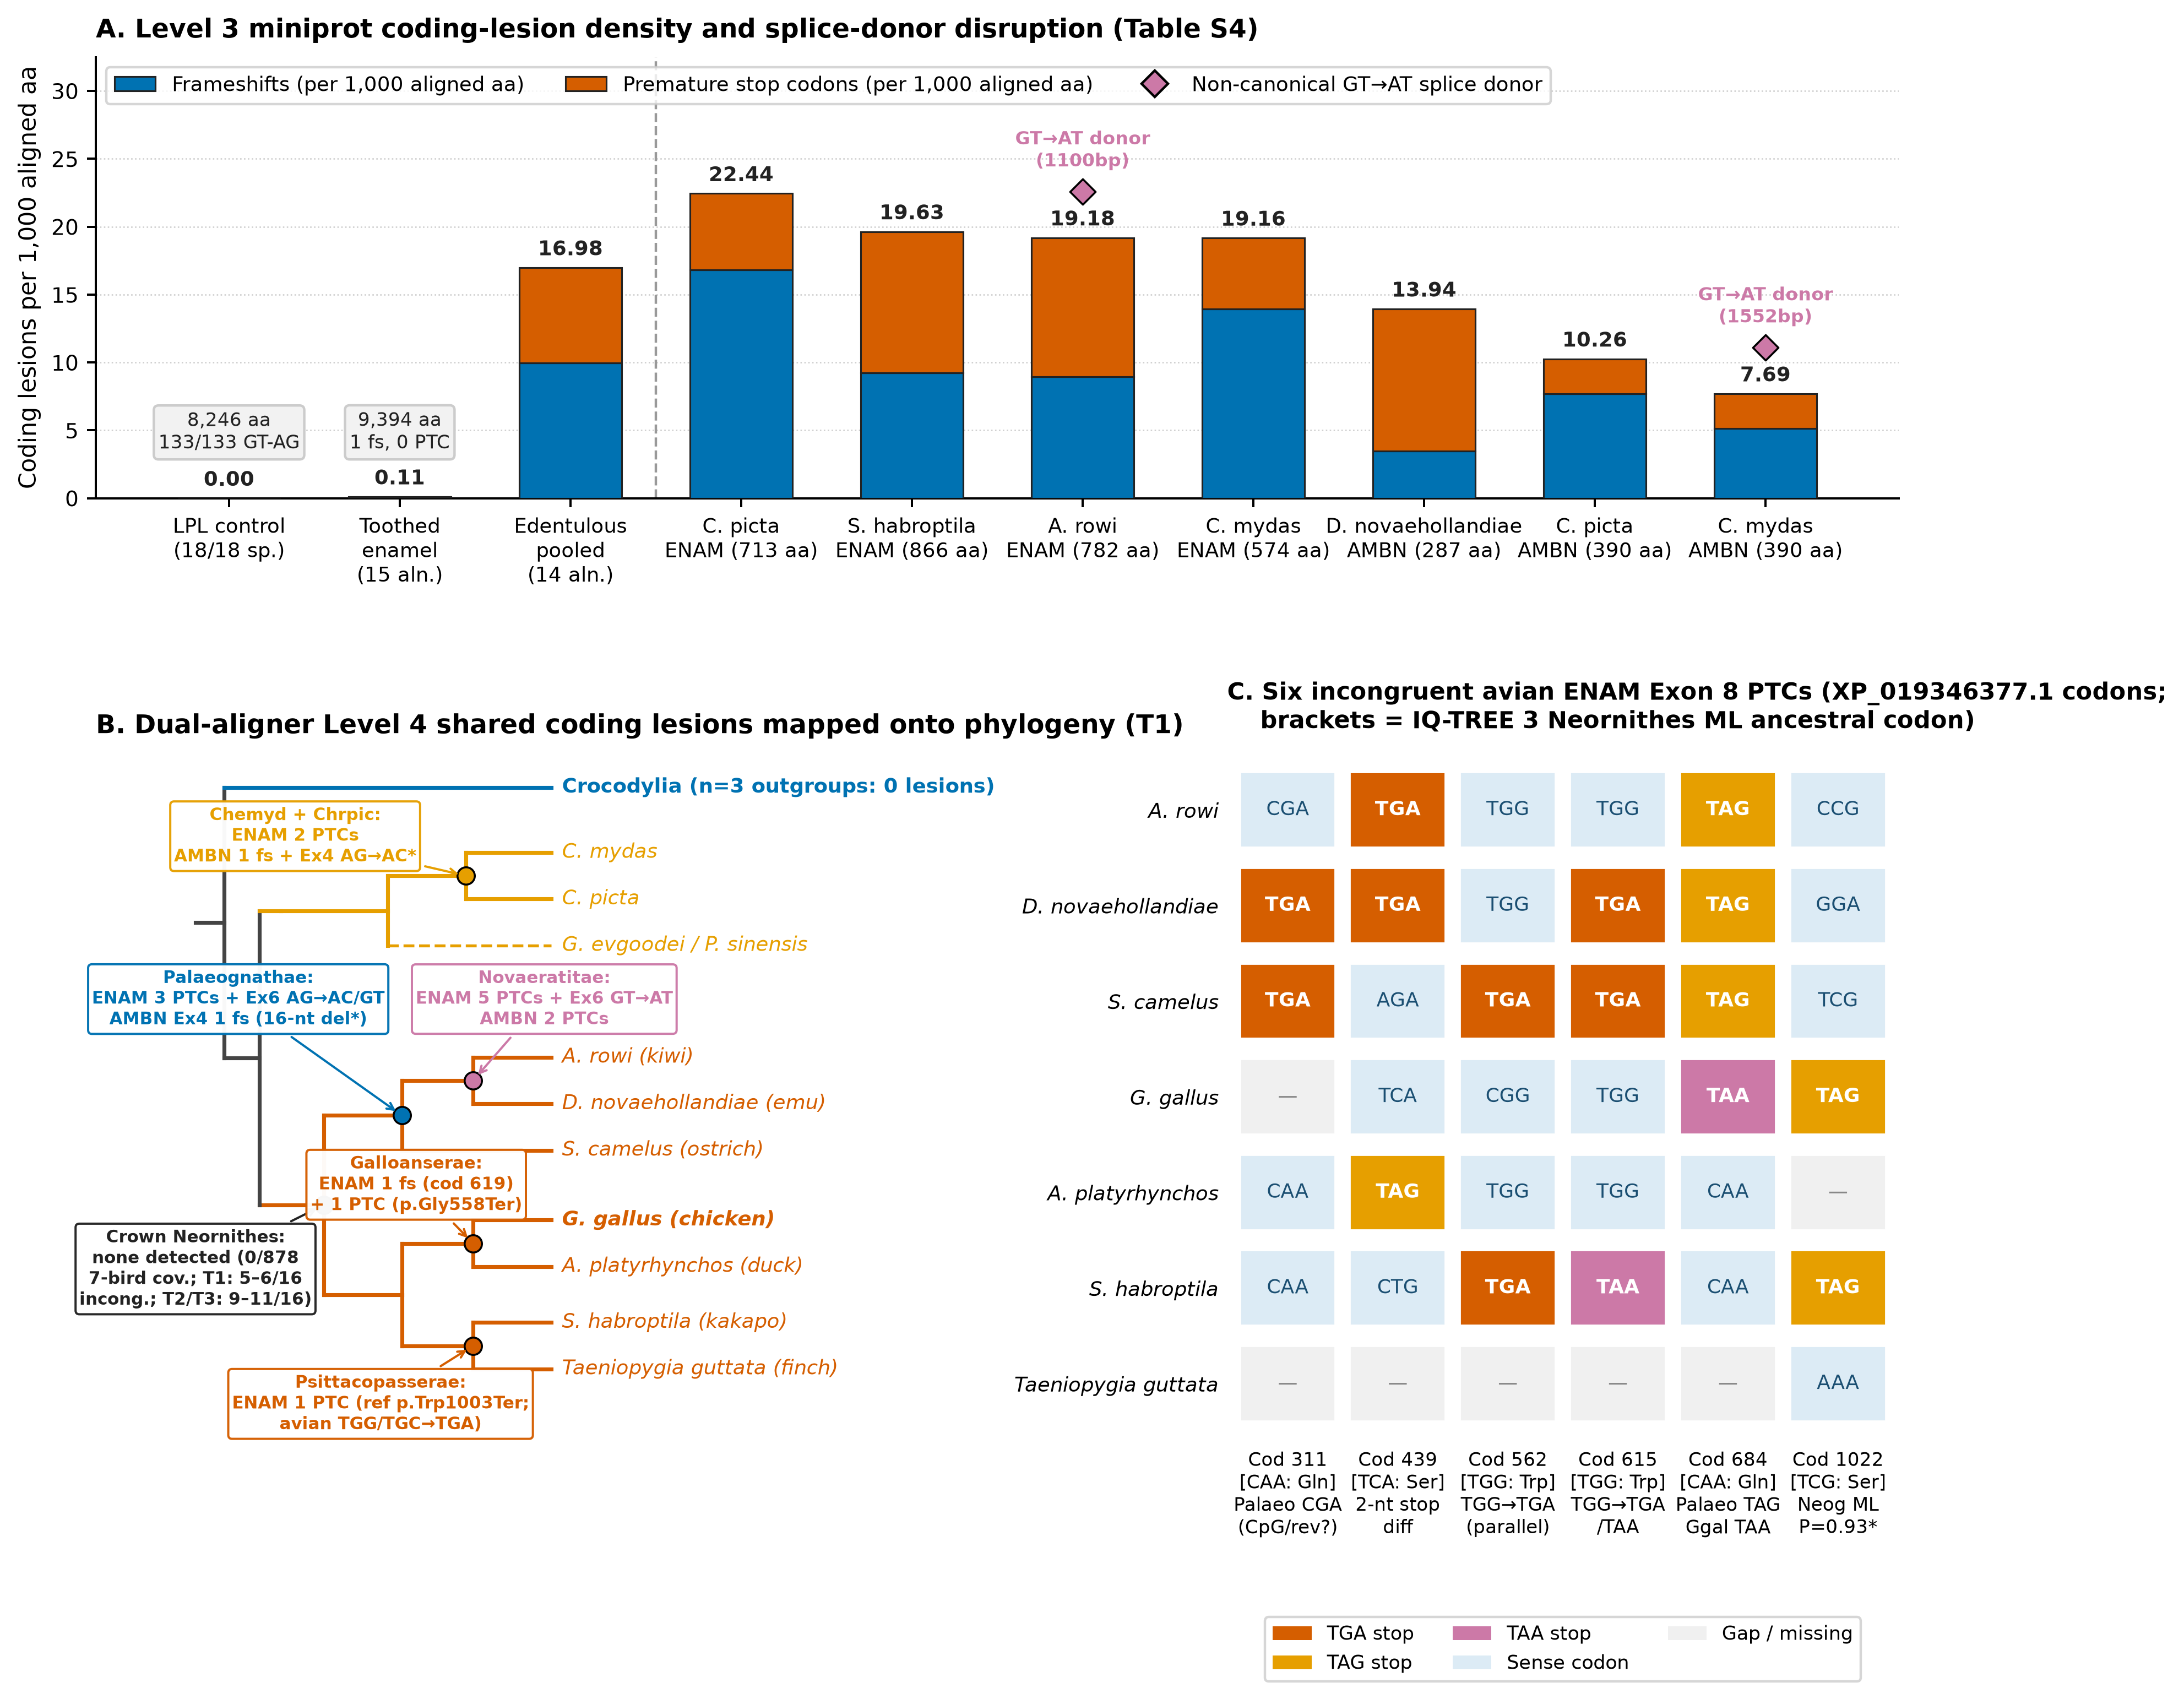 A. Level 3 miniprot coding-lesion density and splice-donor disruption (Table S4)
Coding lesions per 1,000 aligned aa
30
25
20
15
10
5
0
Frameshifts (per 1,000 aligned aa)
Premature stop codons (per 1,000 aligned aa)
Non-canonical GT→AT splice donor
8,246 aa
133/133 GT-AG
0.00
9,394 aa
1 fs, 0 PTC
0.11
16.98
22.44
19.63
GT→AT donor
(1100bp)
19.18
19.16
13.94
10.26
GT→AT donor
(1552bp)
7.69
LPL control
(18/18 sp.)
Toothed
enamel
(15 aln.)
Edentulous
pooled
(14 aln.)
C. picta
ENAM (713 aa)
S. habroptila
ENAM (866 aa)
A. rowi
ENAM (782 aa)
C. mydas
ENAM (574 aa)
D. novaehollandiae
AMBN (287 aa)
C. picta
AMBN (390 aa)
C. mydas
AMBN (390 aa)
B. Dual-aligner Level 4 shared coding lesions mapped onto phylogeny (T1)
Crocodylia (n=3 outgroups: 0 lesions)
Chemyd + Chrpic:
ENAM 2 PTCs
AMBN 1 fs + Ex4 AG→AC*
C. mydas
C. picta
G. evgoodei / P. sinensis
Palaeognathae:
ENAM 3 PTCs + Ex6 AG→AC/GT
AMBN Ex4 1 fs (16-nt del*)
Novaeratitae:
ENAM 5 PTCs + Ex6 GT→AT
AMBN 2 PTCs
A. rowi (kiwi)
D. novaehollandiae (emu)
S. camelus (ostrich)
Galloanserae:
ENAM 1 fs (cod 619)
+ 1 PTC (p.Gly558Ter)
G. gallus (chicken)
A. platyrhynchos (duck)
Crown Neornithes:
none detected (0/878
7-bird cov.; T1: 5–6/16
incong.; T2/T3: 9–11/16)
S. habroptila (kakapo)
Taeniopygia guttata (finch)
Psittacopasserae:
ENAM 1 PTC (ref p.Trp1003Ter;
avian TGG/TGC→TGA)
C. Six incongruent avian ENAM Exon 8 PTCs (XP_019346377.1 codons;
brackets = IQ-TREE 3 Neornithes ML ancestral codon)
A. rowi CGA TGA TGG TGG TAG CCG
D. novaehollandiae TGA TGA TGG TGA TAG GGA
S. camelus TGA AGA TGA TGA TAG TCG
G. gallus — TCA CGG TGG TAA TAG
A. platyrhynchos CAA TAG TGG TGG CAA —
S. habroptila CAA CTG TGA TAA CAA TAG
Taeniopygia guttata — — — — — AAA
Cod 311
[CAA: Gln]
Palaeo CGA
(CpG/rev?)
Cod 439
[TCA: Ser]
2-nt stop
diff
Cod 562
[TGG: Trp]
TGG→TGA
(parallel)
Cod 615
[TGG: Trp]
TGG→TGA
/TAA
Cod 684
[CAA: Gln]
Palaeo TAG
Ggal TAA
Cod 1022
[TCG: Ser]
Neog ML
P=0.93*
TGA stop
TAG stop
TAA stop
Sense codon
Gap / missing